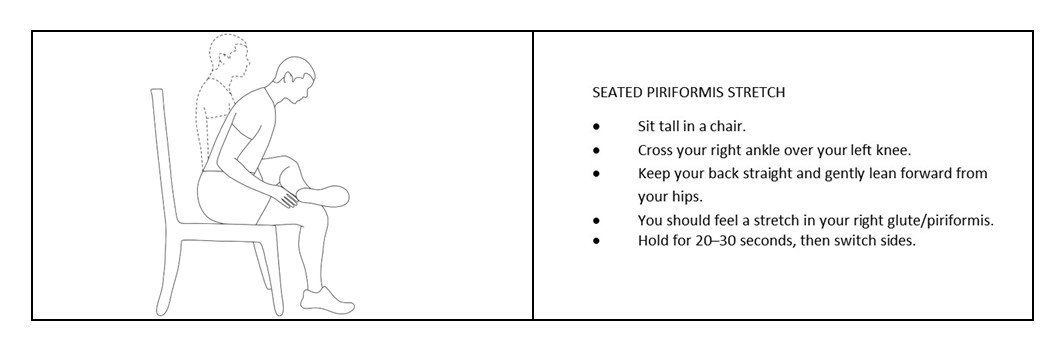 SEATED PIRIFORMIS STRETCH
● Sit tall in a chair.
● Cross your right ankle over your left knee.
● Keep your back straight and gently lean forward from
your hips.
● You should feel a stretch in your right glute/piriformis.
● Hold for 20–30 seconds, then switch sides.